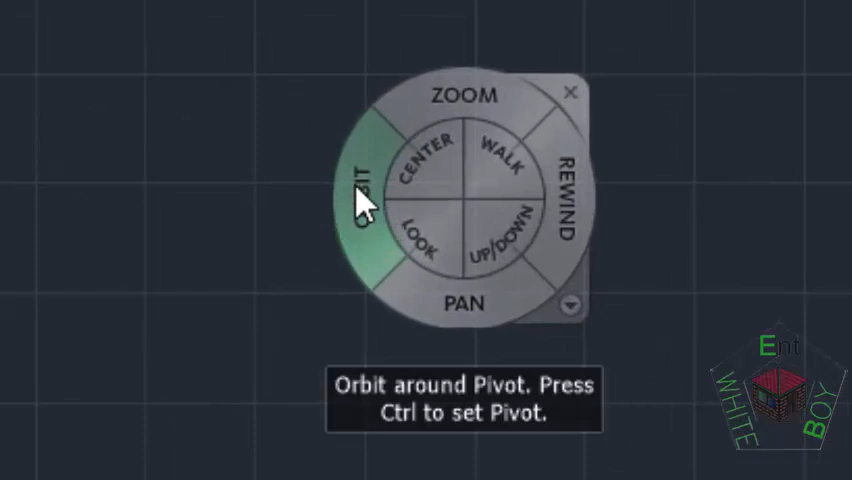 ZOOM
CENTER
WALK
REWIND
LOOK
UP/DOWN
PAN
Orbit around Pivot. Press
Ctrl to set Pivot.
Ent
WHITE
BOY